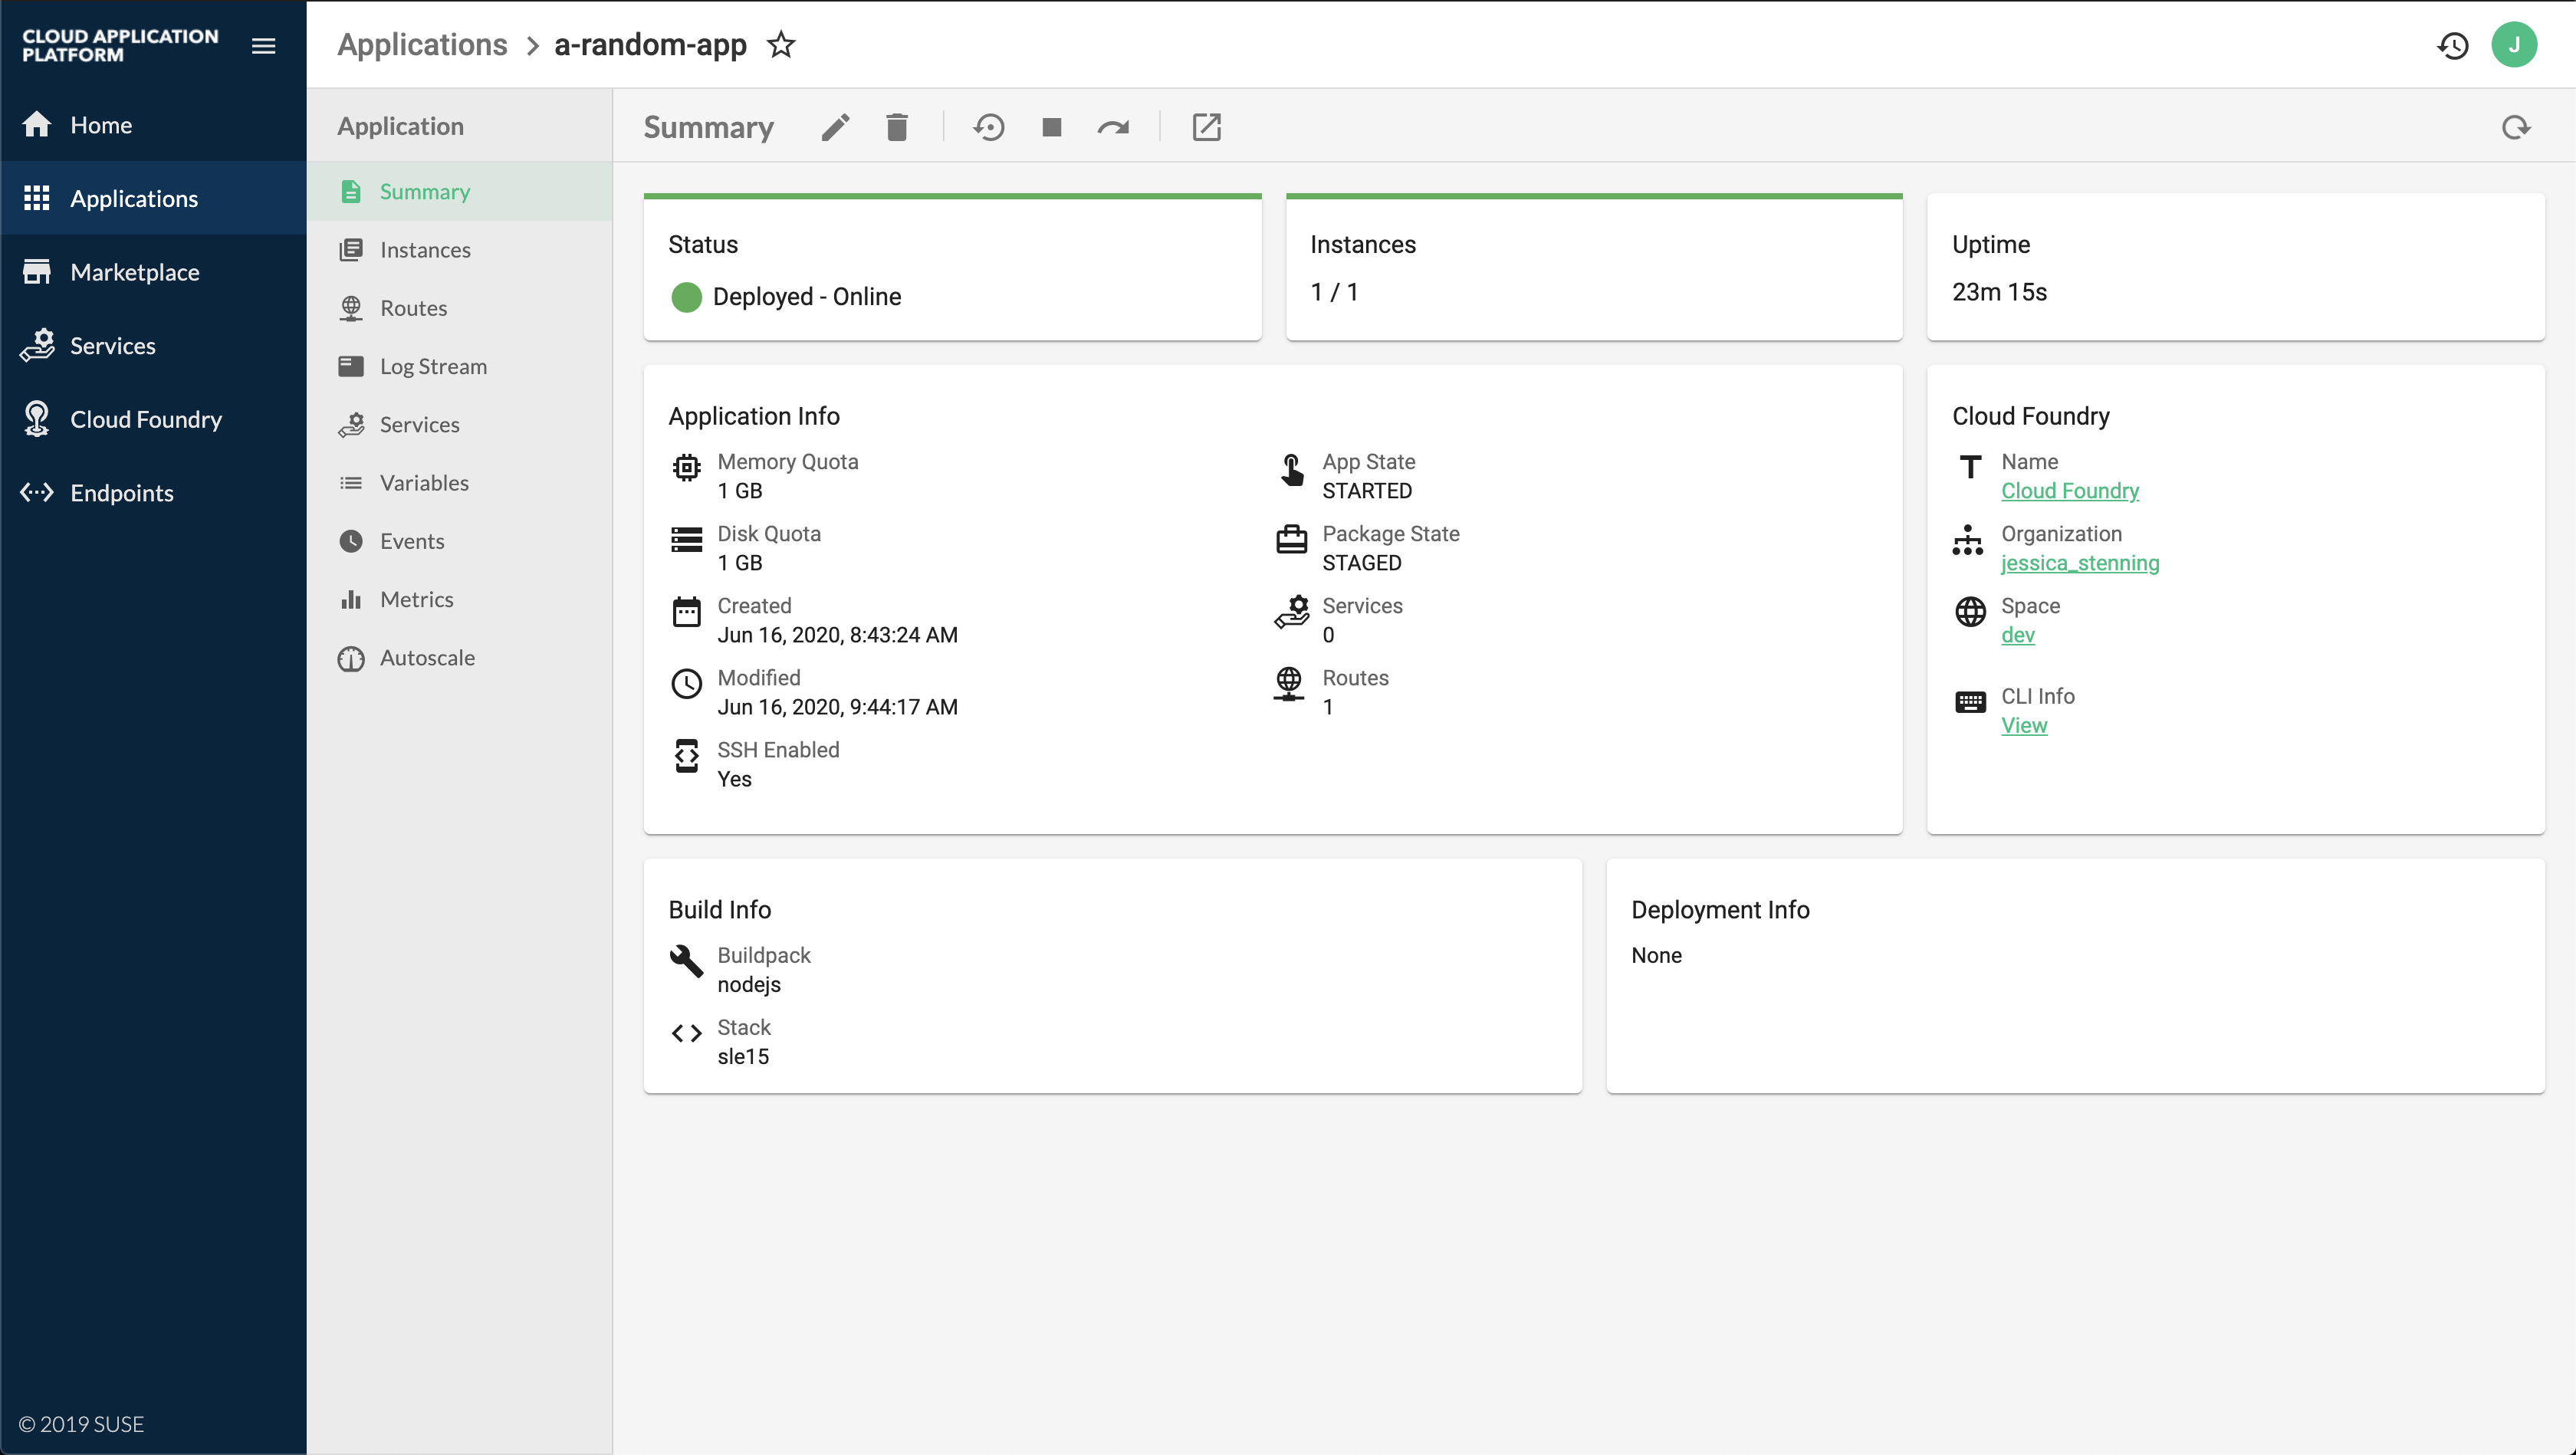 CLOUD APPLICATION
PLATFORM
Home
Applications
Marketplace
Services
Cloud Foundry
Endpoints
© 2019 SUSE
Applications > a-random-app
J
Application
Summary
Instances
Routes
Log Stream
Services
Variables
Events
Metrics
Autoscale
Summary
Status
Deployed - Online
Instances
1 / 1
Uptime
23m 15s
Application Info
Memory Quota
1 GB
Disk Quota
1 GB
Created
Jun 16, 2020, 8:43:24 AM
Modified
Jun 16, 2020, 9:44:17 AM
SSH Enabled
Yes
App State
STARTED
Package State
STAGED
Services
0
Routes
1
Cloud Foundry
Name
Cloud Foundry
Organization
jessica_stenning
Space
dev
CLI Info
View
Build Info
Buildpack
nodejs
Stack
sle15
Deployment Info
None